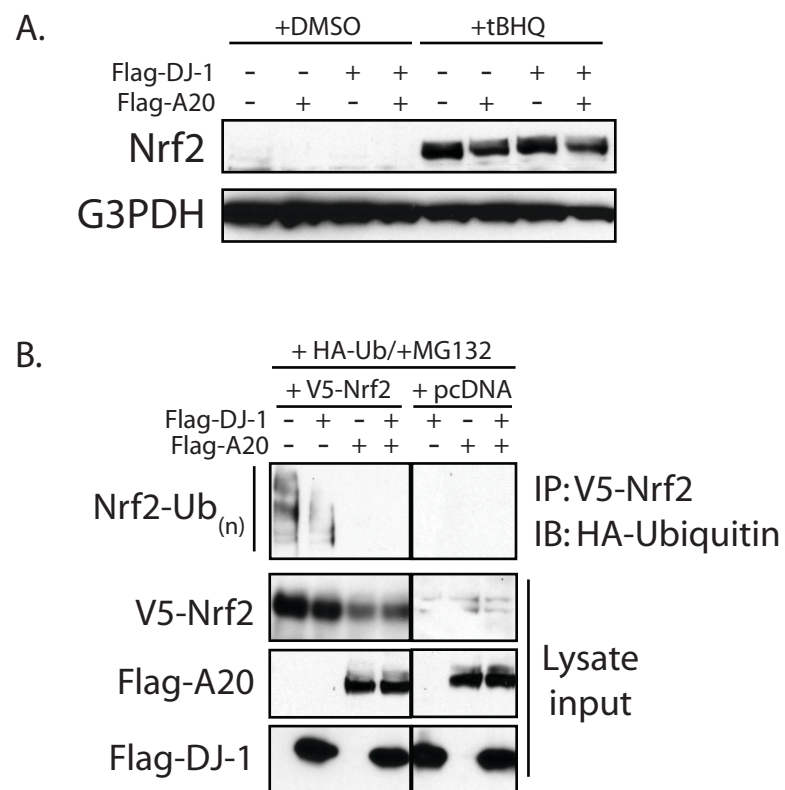 A.
+DMSO +tBHQ
Flag-DJ-1 - - + + - - + +
Flag-A20 - + - + - + - +
Nrf2
G3PDH
B.
+ HA-Ub/+MG132
+ V5-Nrf2 + pcDNA
Flag-DJ-1 - + - + + - +
Flag-A20 - - + + - + +
Nrf2-Ub(n)
IP: V5-Nrf2
IB: HA-Ubiquitin
V5-Nrf2
Flag-A20
Flag-DJ-1
Lysate
input